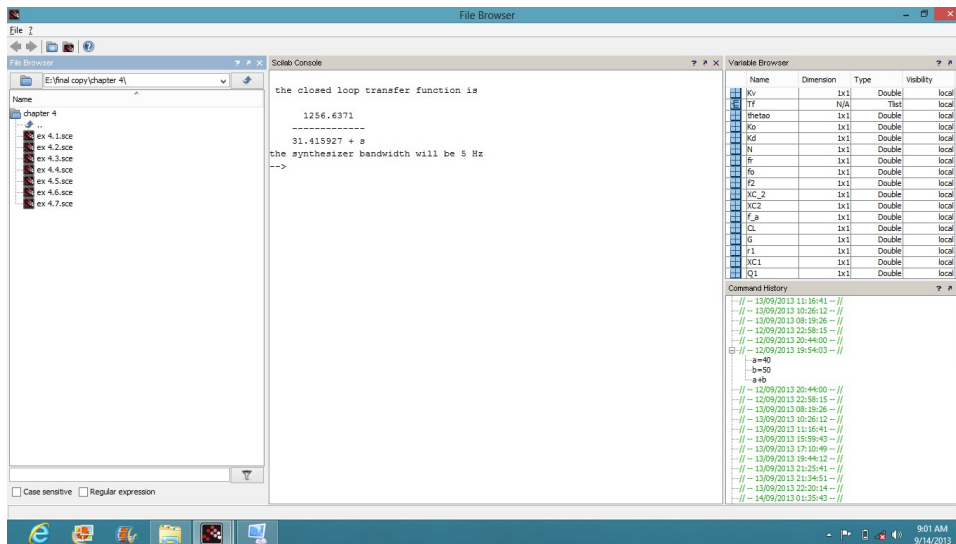 File Browser
File ?
File Browser
E:\final copy\chapter 4\
Name
chapter 4
..
ex 4.1.sce
ex 4.2.sce
ex 4.3.sce
ex 4.4.sce
ex 4.5.sce
ex 4.6.sce
ex 4.7.sce
Case sensitive
Regular expression
Scilab Console
the closed loop transfer function is
1256.6371
-------------
31.415927 + s
the synthesizer bandwidth will be 5 Hz
-->
Variable Browser
Name Dimension Type Visibility
Kv 1x1 Double local
Tf N/A Tlist local
thetao 1x1 Double local
Ko 1x1 Double local
Kd 1x1 Double local
N 1x1 Double local
fr 1x1 Double local
fo 1x1 Double local
f2 1x1 Double local
XC_2 1x1 Double local
XC2 1x1 Double local
f_a 1x1 Double local
CL 1x1 Double local
G 1x1 Double local
r1 1x1 Double local
XC1 1x1 Double local
Q1 1x1 Double local
Command History
// -- 13/09/2013 11:16:41 -- //
// -- 13/09/2013 10:26:12 -- //
// -- 13/09/2013 08:19:26 -- //
// -- 12/09/2013 22:58:15 -- //
// -- 12/09/2013 20:44:00 -- //
// -- 12/09/2013 19:54:03 -- //
a=40
b=50
a+b
// -- 12/09/2013 20:44:00 -- //
// -- 12/09/2013 22:58:15 -- //
// -- 13/09/2013 08:19:26 -- //
// -- 13/09/2013 10:26:12 -- //
// -- 13/09/2013 11:16:41 -- //
// -- 13/09/2013 15:59:43 -- //
// -- 13/09/2013 17:10:49 -- //
// -- 13/09/2013 19:44:12 -- //
// -- 13/09/2013 21:25:41 -- //
// -- 13/09/2013 21:34:51 -- //
// -- 13/09/2013 22:20:14 -- //
// -- 14/09/2013 01:35:43 -- //
9:01 AM
9/14/2013